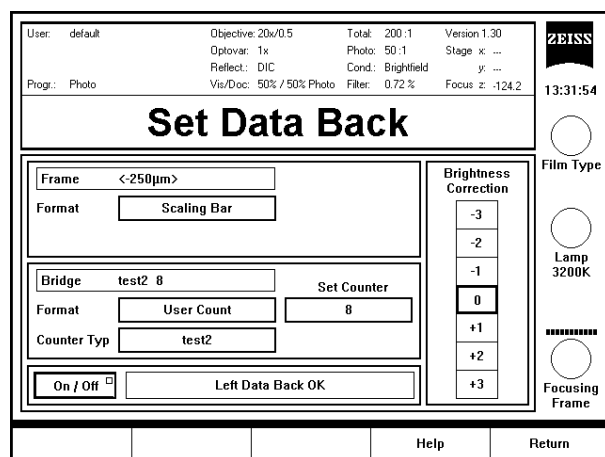 User: default Objective: 20x/0.5 Total: 200 :1 Version 1.30
Optovar: 1x Photo: 50 :1 Stage x: ---
Reflect.: DIC Cond.: Brightfield y: ---
Progr.: Photo Vis/Doc: 50% / 50% Photo Filter: 0.72 % Focus z: -124.2
ZEISS
13:31:54
Set Data Back
Film Type
Frame <-250µm>
Format Scaling Bar
Brightness
Correction
-3
-2
-1
0
+1
+2
+3
Lamp
3200K
Bridge test2 8
Set Counter
Format User Count 8
Counter Typ test2
On / Off Left Data Back OK
Focusing
Frame
Help Return